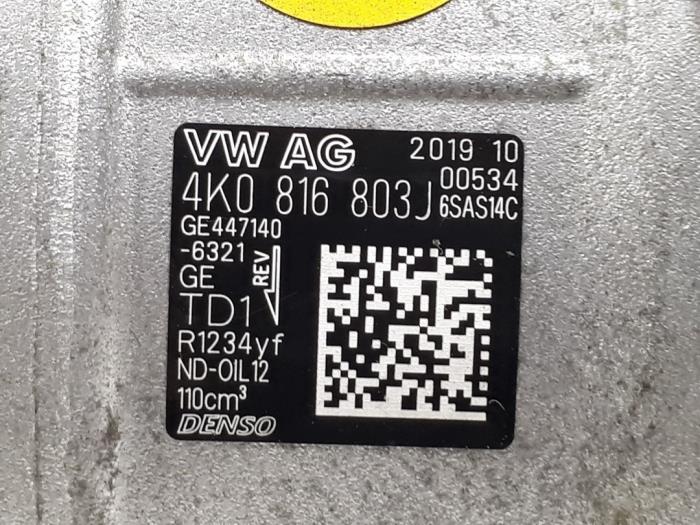 VW AG 2019 10
4K0 816 803J 00534
6SAS14C
GE447140
-6321
GE
REV
TD1
R1234yf
ND-OIL12
110cm³
DENSO